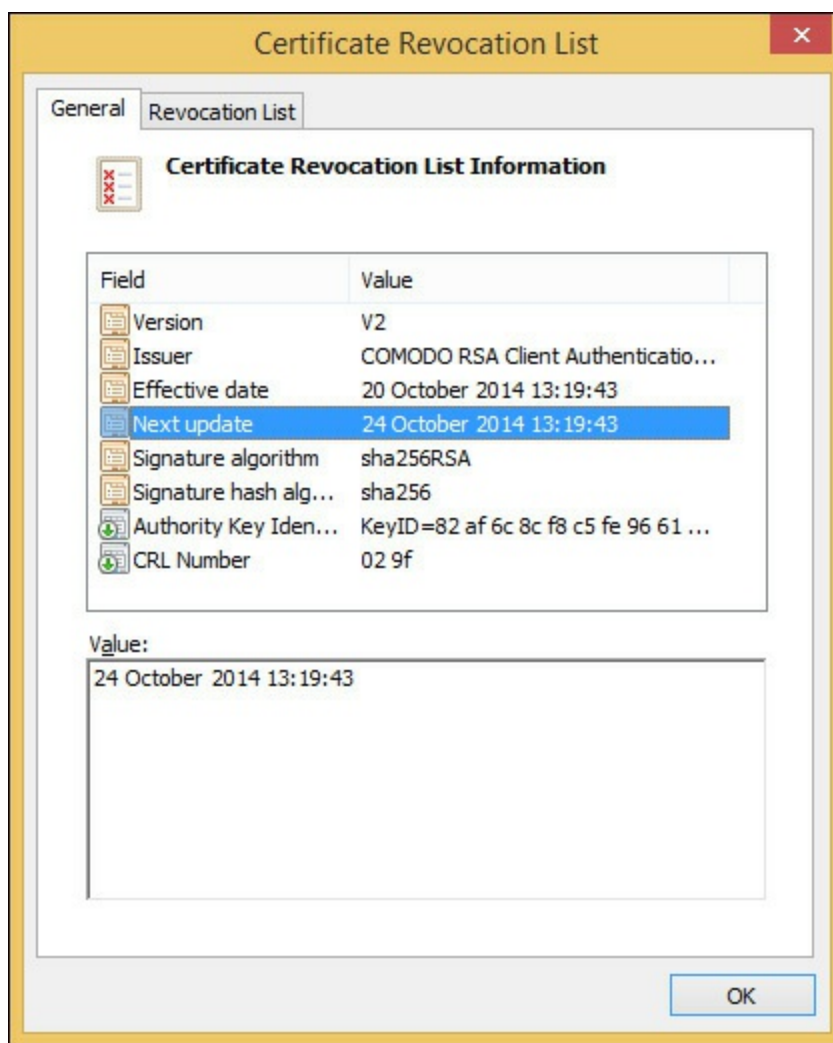 Certificate Revocation List
General Revocation List
Certificate Revocation List Information
Field Value
Version V2
Issuer COMODO RSA Client Authenticatio...
Effective date 20 October 2014 13:19:43
Next update 24 October 2014 13:19:43
Signature algorithm sha256RSA
Signature hash alg... sha256
Authority Key Iden... KeyID=82 af 6c 8c f8 c5 fe 96 61 ...
CRL Number 02 9f
Value:
24 October 2014 13:19:43
OK